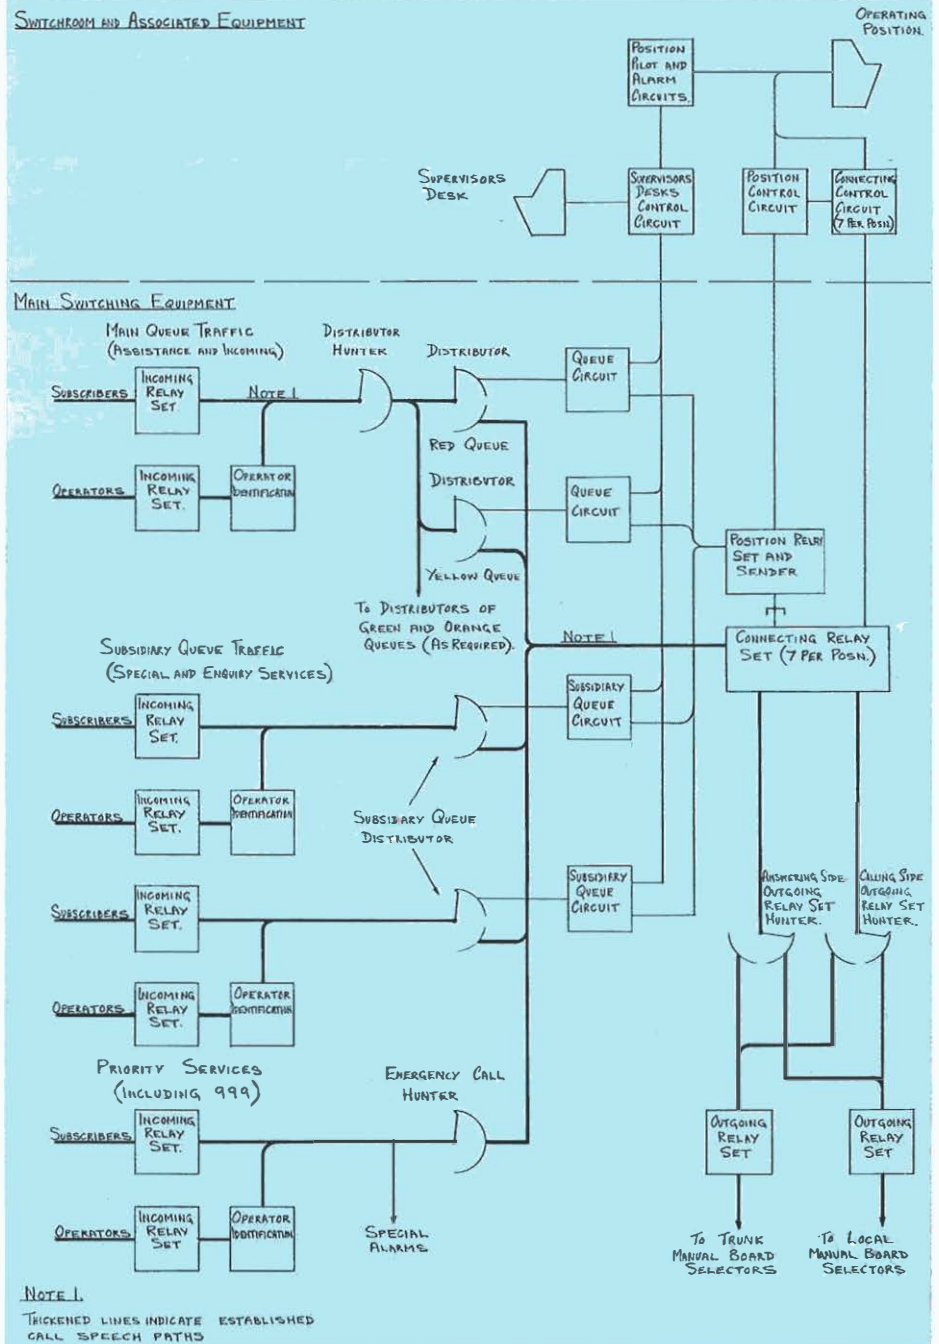 SWITCHROOM AND ASSOCIATED EQUIPMENT
OPERATING
POSITION.
POSITION
PILOT AND
ALARM
CIRCUITS.
SUPERVISORS
DESK
SUPERVISORS
DESKS
CONTROL
CIRCUIT
POSITION
CONTROL
CIRCUIT
CONNECTING
CONTROL
CIRCUIT
(7 PER POSN)
MAIN SWITCHING EQUIPMENT
MAIN QUEUE TRAFFIC
(ASSISTANCE AND INCOMING)
DISTRIBUTOR
HUNTER
DISTRIBUTOR
QUEUE
CIRCUIT
SUBSCRIBERS
INCOMING
RELAY
SET.
NOTE 1
RED QUEUE
OPERATORS
INCOMING
RELAY
SET.
OPERATOR
IDENTIFICATION
DISTRIBUTOR
QUEUE
CIRCUIT
YELLOW QUEUE
POSITION RELAY
SET AND
SENDER
TO DISTRIBUTORS OF
GREEN AND ORANGE
QUEUES (AS REQUIRED).
NOTE 1
CONNECTING RELAY
SET (7 PER POSN.)
SUBSIDIARY QUEUE TRAFFIC
(SPECIAL AND ENQUIRY SERVICES)
SUBSCRIBERS
INCOMING
RELAY
SET.
SUBSIDIARY
QUEUE
CIRCUIT
OPERATORS
INCOMING
RELAY
SET.
OPERATOR
IDENTIFICATION
SUBSIDIARY QUEUE
DISTRIBUTOR
SUBSCRIBERS
INCOMING
RELAY
SET.
SUBSIDIARY
QUEUE
CIRCUIT
ANSWERING SIDE
OUTGOING
RELAY SET
HUNTER.
CALLING SIDE
OUTGOING
RELAY SET
HUNTER.
OPERATORS
INCOMING
RELAY
SET.
OPERATOR
IDENTIFICATION
PRIORITY SERVICES
(INCLUDING 999)
EMERGENCY CALL
HUNTER
SUBSCRIBERS
INCOMING
RELAY
SET.
OUTGOING
RELAY
SET
OUTGOING
RELAY
SET
OPERATORS
INCOMING
RELAY
SET
OPERATOR
IDENTIFICATION
SPECIAL
ALARMS
TO TRUNK
MANUAL BOARD
SELECTORS
TO LOCAL
MANUAL BOARD
SELECTORS
NOTE 1.
THICKENED LINES INDICATE ESTABLISHED
CALL SPEECH PATHS